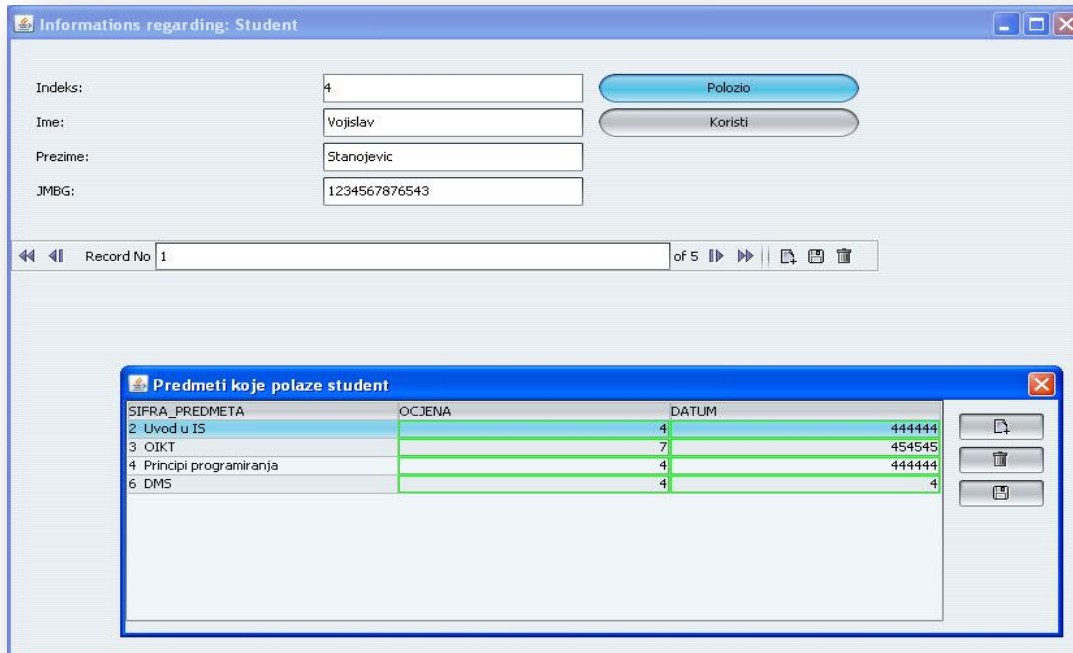 Informations regarding: Student
Indeks: 4 Polozio
Ime: Vojislav Koristi
Prezime: Stanojevic
JMBG: 1234567876543
Record No 1 of 5
Predmeti koje polaze student
SIFRA_PREDMETA OCJENA DATUM
2 Uvod u IS 4 444444
3 OIKT 7 454545
4 Principi programiranja 4 444444
6 DMS 4 4